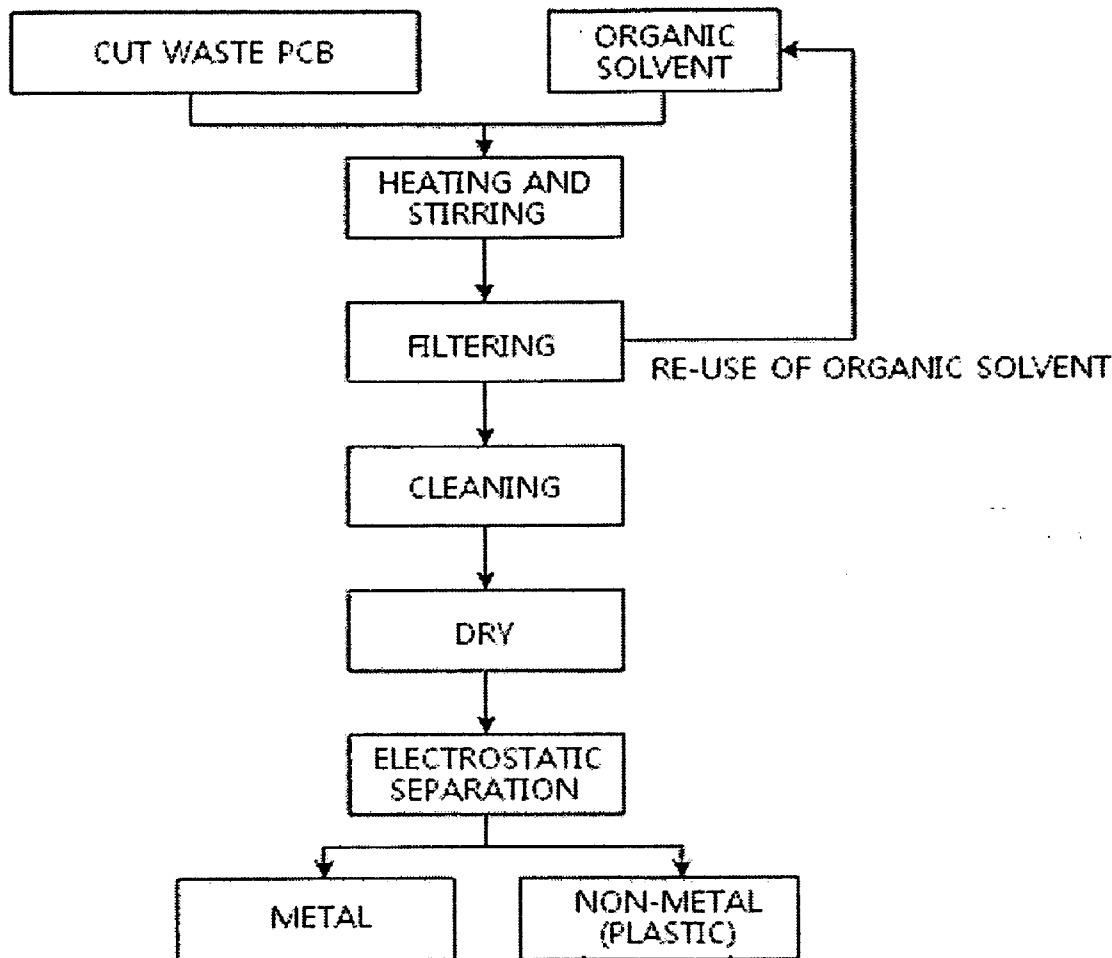 CUT WASTE PCB
ORGANIC
SOLVENT
HEATING AND
STIRRING
FILTERING
RE-USE OF ORGANIC SOLVENT
CLEANING
DRY
ELECTROSTATIC
SEPARATION
METAL
NON-METAL
(PLASTIC)